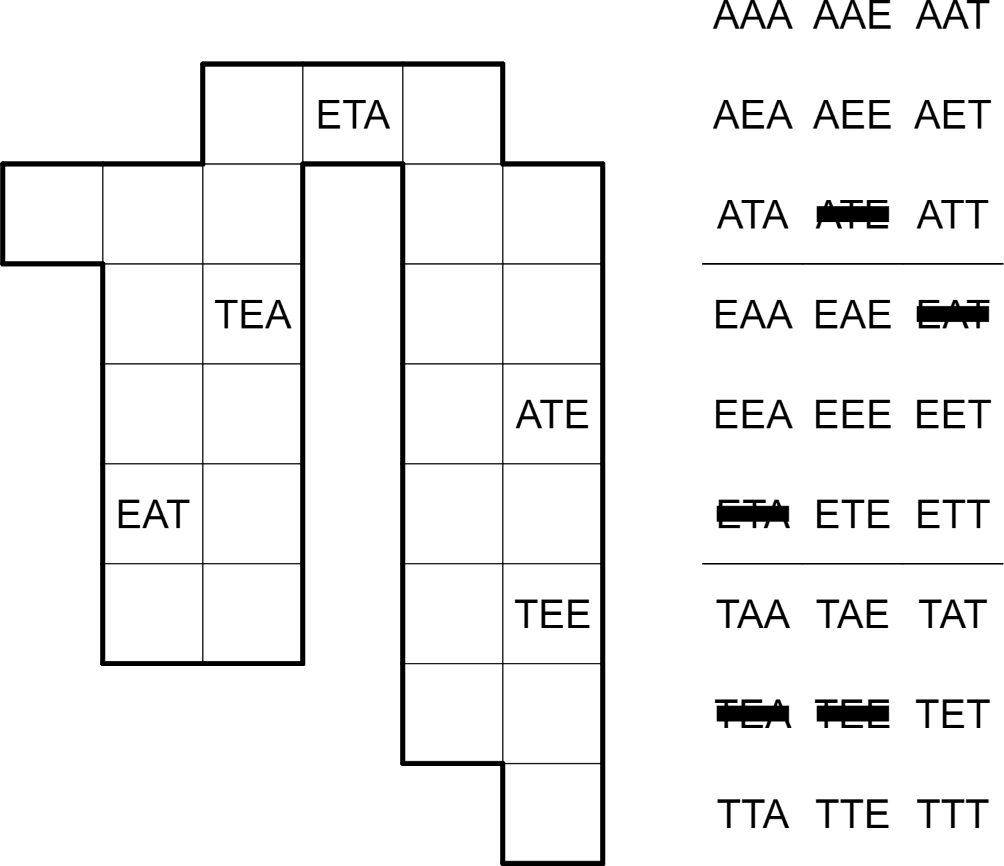 AAA AAE AAT
ETA
AEA AEE AET
ATA ATE ATT
TEA
EAA EAE EAT
ATE
EEA EEE EET
EAT
ETA ETE ETT
TEE
TAA TAE TAT
TEA TEE TET
TTA TTE TTT